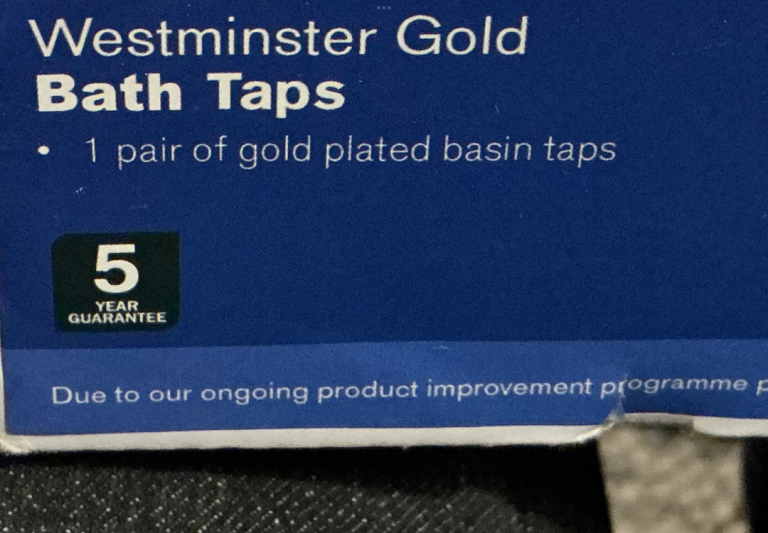 Westminster Gold
Bath Taps
• 1 pair of gold plated basin taps
5
YEAR
GUARANTEE
Due to our ongoing product improvement programme p